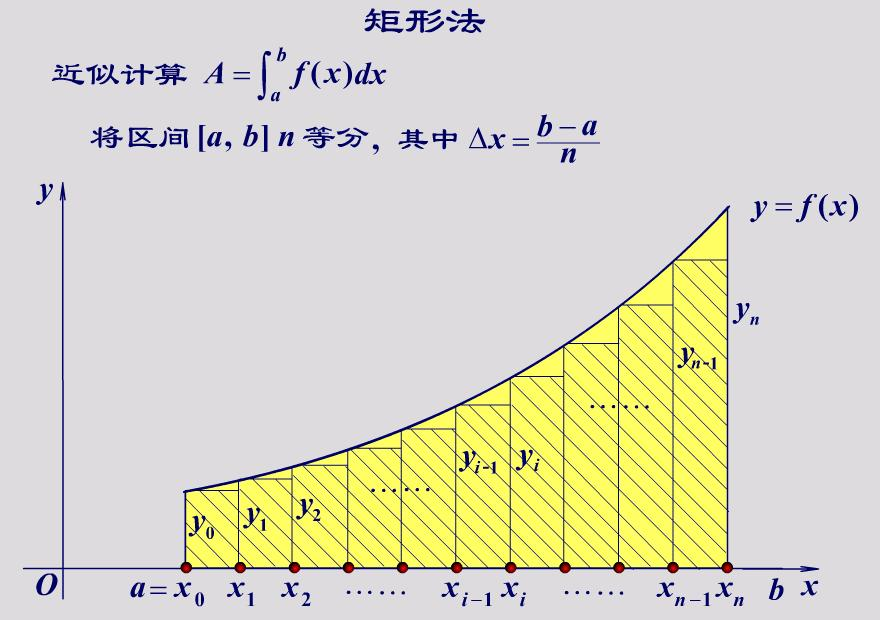 矩形法
近似计算 A = ∫_a^b f(x)dx
将区间 [a, b] n 等分, 其中 Δx = (b − a)/n
y
y = f(x)
y_n
y_{n-1}
……
y_{i-1} y_i
……
y_0 y_1 y_2
O a = x_0 x_1 x_2 …… x_{i−1} x_i …… x_{n−1} x_n b x